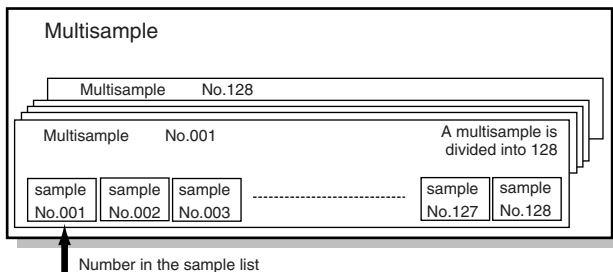 Multisample
Multisample No.128
Multisample No.001
A multisample is
divided into 128
sample sample sample sample sample
No.001 No.002 No.003 No.127 No.128
Number in the sample list